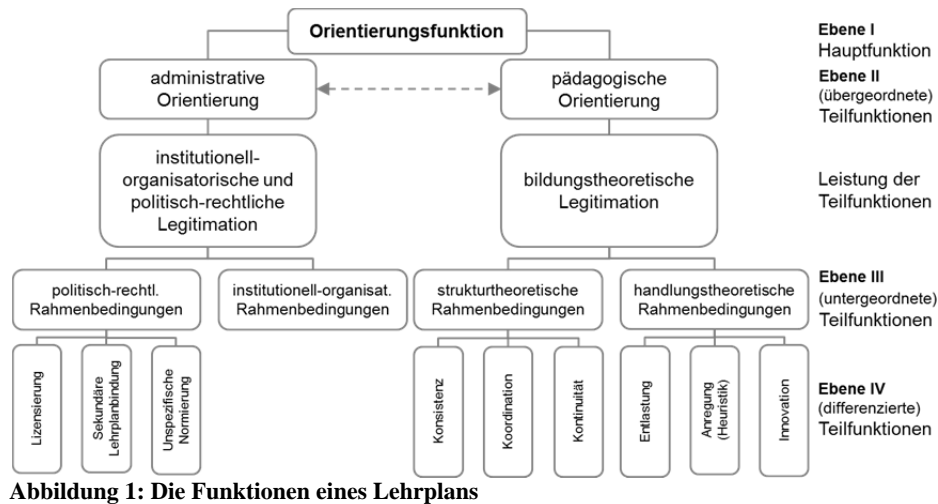 Orientierungsfunktion
Ebene I
Hauptfunktion
administrative
Orientierung
pädagogische
Orientierung
Ebene II
(übergeordnete)
Teilfunktionen
institutionell-
organisatorische und
politisch-rechtliche
Legitimation
bildungstheoretische
Legitimation
Leistung der
Teilfunktionen
politisch-rechtl.
Rahmenbedingungen
institutionell-organisat.
Rahmenbedingungen
strukturtheoretische
Rahmenbedingungen
handlungstheoretische
Rahmenbedingungen
Ebene III
(untergeordnete)
Teilfunktionen
Lizensierung
Sekundäre
Lehrplanbindung
Unspezifische
Normierung
Konsistenz
Koordination
Kontinuität
Entlastung
Anregung
(Heuristik)
Innovation
Ebene IV
(differenzierte)
Teilfunktionen
Abbildung 1: Die Funktionen eines Lehrplans